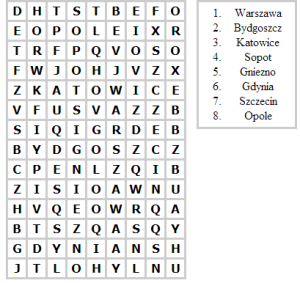 D H T S T B E F O
E O P O L E I X R
T R F P Q V O S O
F W J O H J V Z X
Z K A T O W I C E
V F U S V A Z Z B
S I Q I G R D E B
B Y D G O S Z C Z
C P E N L Z Q I B
Z I S I O A W N U
H V Q E O W R Q A
B T S Z Q A S Q Y
G D Y N I A N S H
J T L O H Y L N U
1. Warszawa
2. Bydgoszcz
3. Katowice
4. Sopot
5. Gniezno
6. Gdynia
7. Szczecin
8. Opole